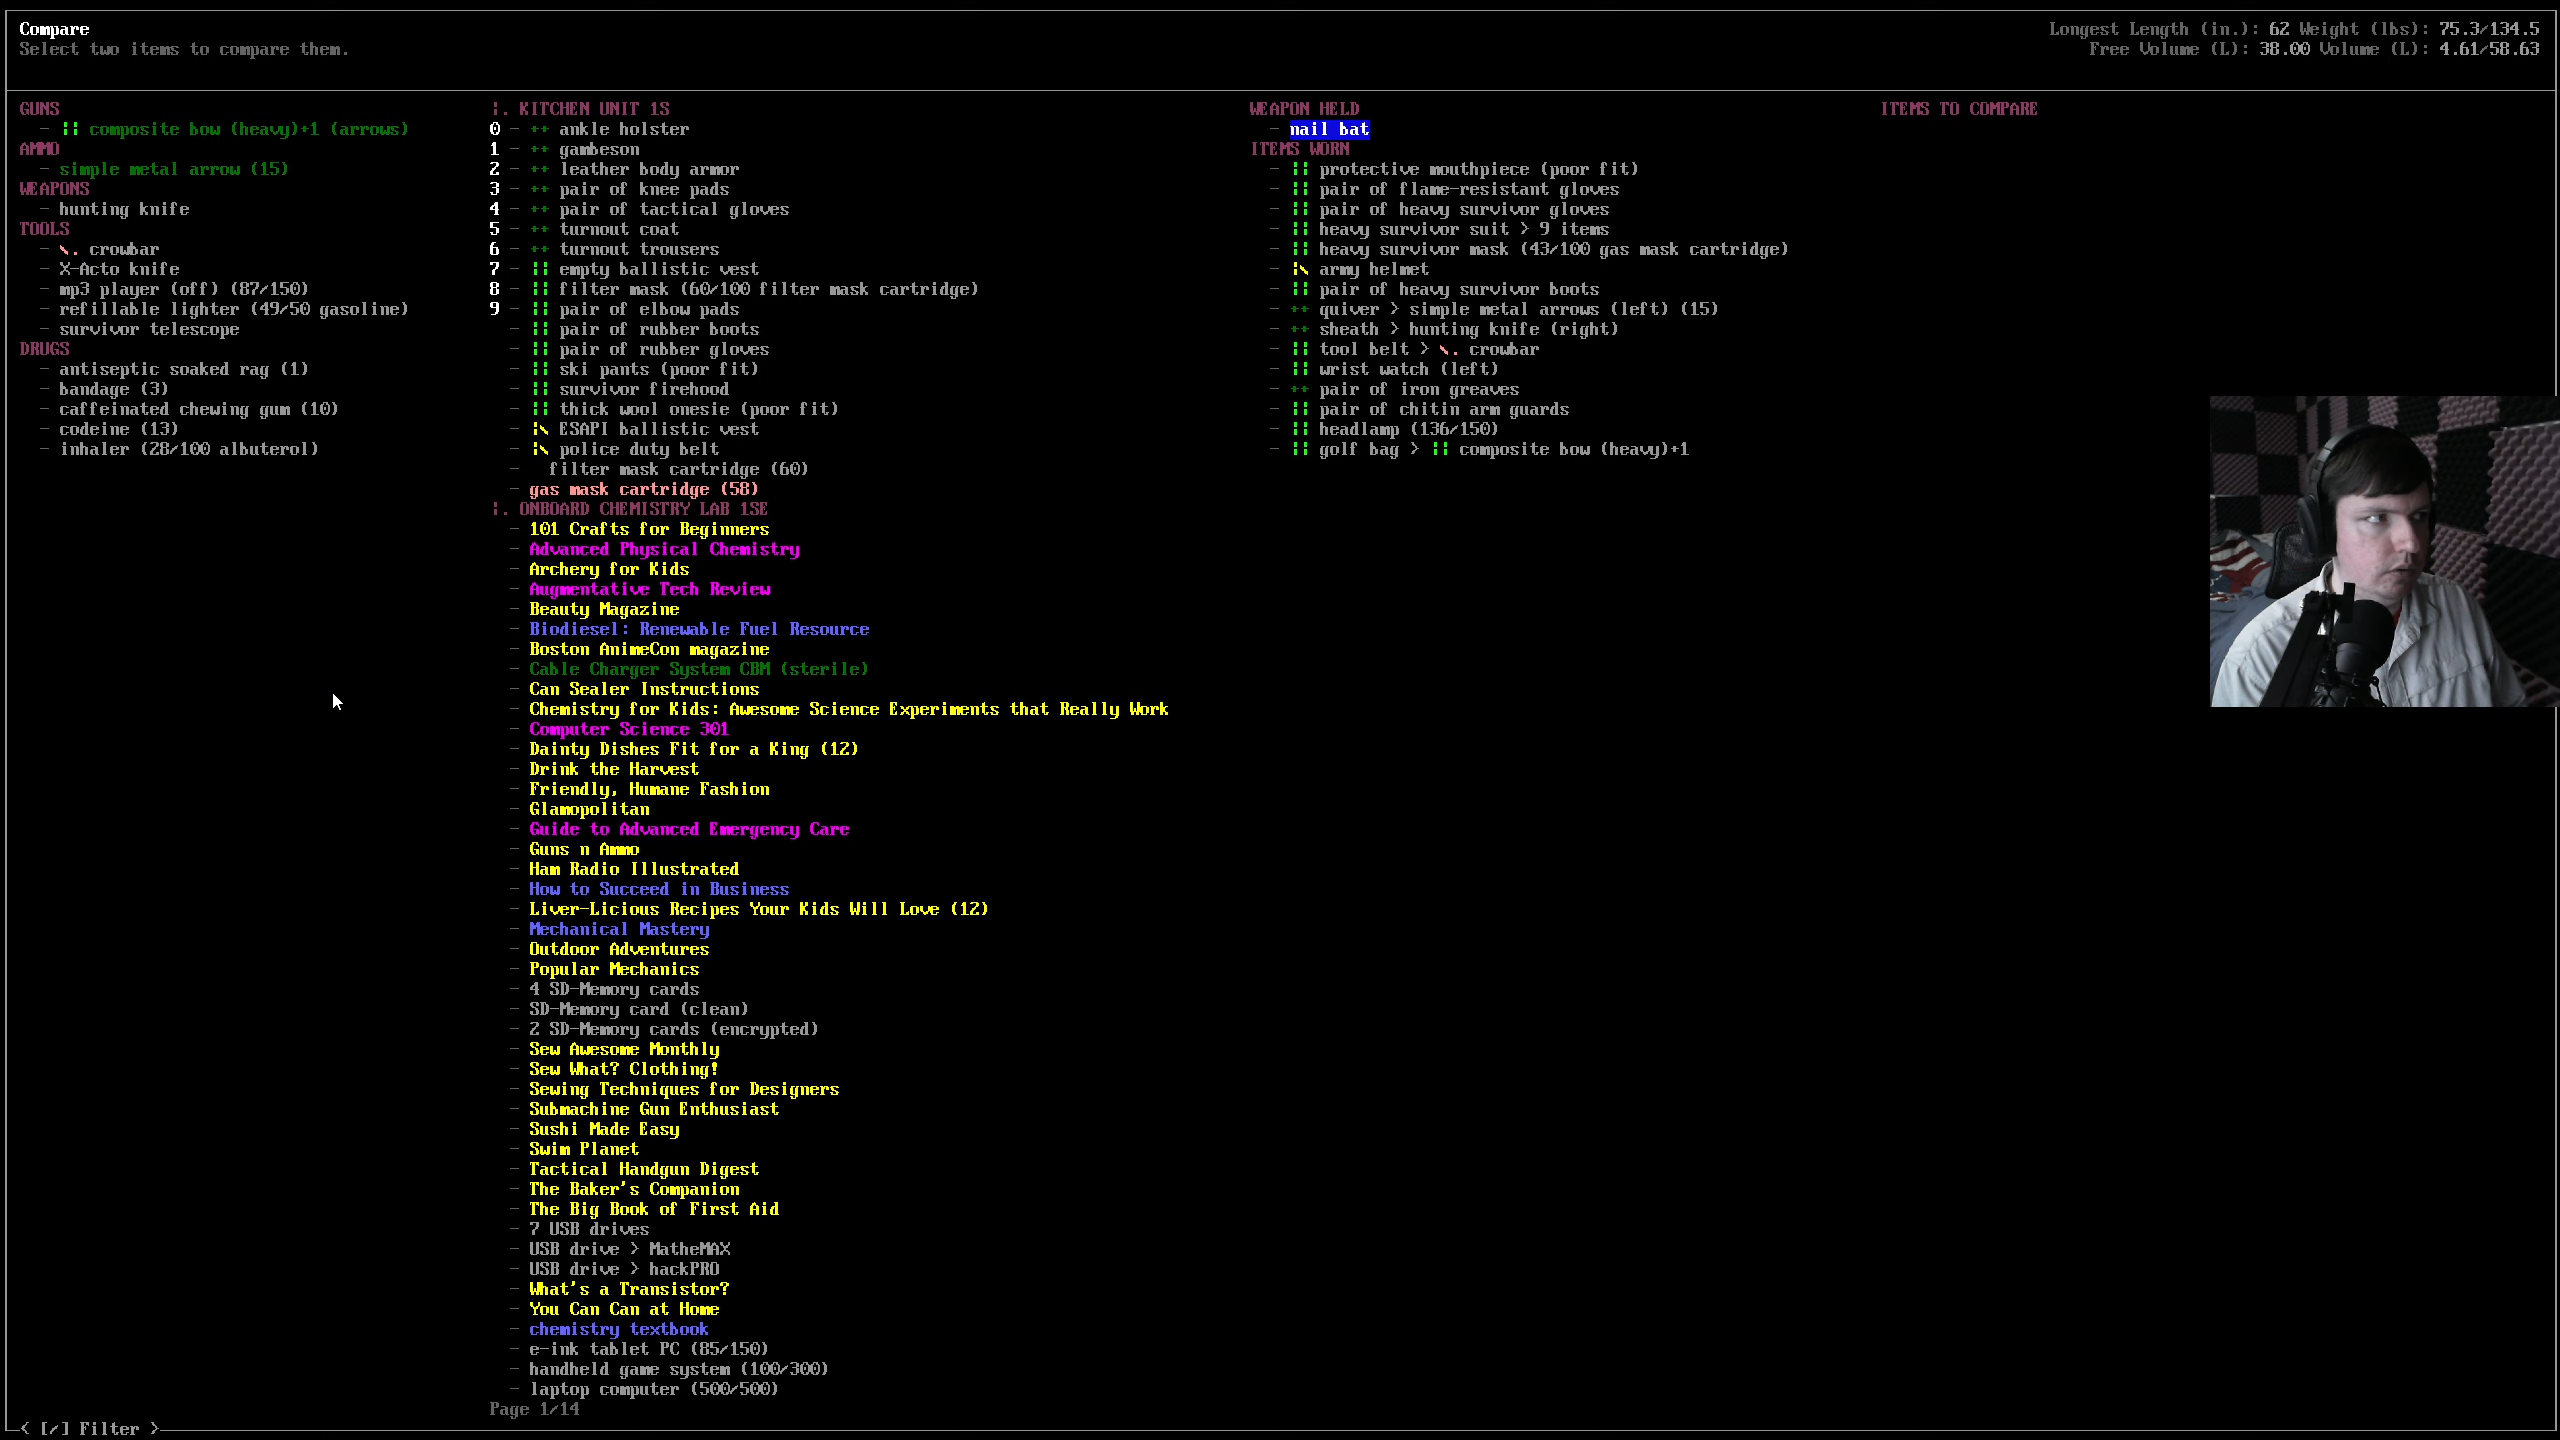 Compare
Select two items to compare them.
Longest Length (in.): 62 Weight (lbs): 75.3/134.5
Free Volume (L): 38.00 Volume (L): 4.61/58.63
GUNS
- || composite bow (heavy)+1 (arrows)
AMMO
- simple metal arrow (15)
WEAPONS
- hunting knife
TOOLS
- \. crowbar
- X-Acto knife
- mp3 player (off) (87/150)
- refillable lighter (49/50 gasoline)
- survivor telescope
DRUGS
- antiseptic soaked rag (1)
- bandage (3)
- caffeinated chewing gum (10)
- codeine (13)
- inhaler (28/100 albuterol)
|. KITCHEN UNIT 1S
0 - ++ ankle holster
1 - ++ gambeson
2 - ++ leather body armor
3 - ++ pair of knee pads
4 - ++ pair of tactical gloves
5 - ++ turnout coat
6 - ++ turnout trousers
7 - || empty ballistic vest
8 - || filter mask (60/100 filter mask cartridge)
9 - || pair of elbow pads
- || pair of rubber boots
- || pair of rubber gloves
- || ski pants (poor fit)
- || survivor firehood
- || thick wool onesie (poor fit)
- |\ ESAPI ballistic vest
- |\ police duty belt
- filter mask cartridge (60)
- gas mask cartridge (58)
|. ONBOARD CHEMISTRY LAB 1SE
- 101 Crafts for Beginners
- Advanced Physical Chemistry
- Archery for Kids
- Augmentative Tech Review
- Beauty Magazine
- Biodiesel: Renewable Fuel Resource
- Boston AnimeCon magazine
- Cable Charger System CBM (sterile)
- Can Sealer Instructions
- Chemistry for Kids: Awesome Science Experiments that Really Work
- Computer Science 301
- Dainty Dishes Fit for a King (12)
- Drink the Harvest
- Friendly, Humane Fashion
- Glamopolitan
- Guide to Advanced Emergency Care
- Guns n Ammo
- Ham Radio Illustrated
- How to Succeed in Business
- Liver-Licious Recipes Your Kids Will Love (12)
- Mechanical Mastery
- Outdoor Adventures
- Popular Mechanics
- 4 SD-Memory cards
- SD-Memory card (clean)
- 2 SD-Memory cards (encrypted)
- Sew Awesome Monthly
- Sew What? Clothing!
- Sewing Techniques for Designers
- Submachine Gun Enthusiast
- Sushi Made Easy
- Swim Planet
- Tactical Handgun Digest
- The Baker's Companion
- The Big Book of First Aid
- 7 USB drives
- USB drive > MatheMAX
- USB drive > hackPRO
- What's a Transistor?
- You Can Can at Home
- chemistry textbook
- e-ink tablet PC (85/150)
- handheld game system (100/300)
- laptop computer (500/500)
Page 1/14
WEAPON HELD
- nail bat
ITEMS WORN
- || protective mouthpiece (poor fit)
- || pair of flame-resistant gloves
- || pair of heavy survivor gloves
- || heavy survivor suit > 9 items
- || heavy survivor mask (43/100 gas mask cartridge)
- |\ army helmet
- || pair of heavy survivor boots
- ++ quiver > simple metal arrows (left) (15)
- ++ sheath > hunting knife (right)
- || tool belt > \. crowbar
- || wrist watch (left)
- ++ pair of iron greaves
- || pair of chitin arm guards
- || headlamp (136/150)
- || golf bag > || composite bow (heavy)+1
ITEMS TO COMPARE
< [/] Filter >